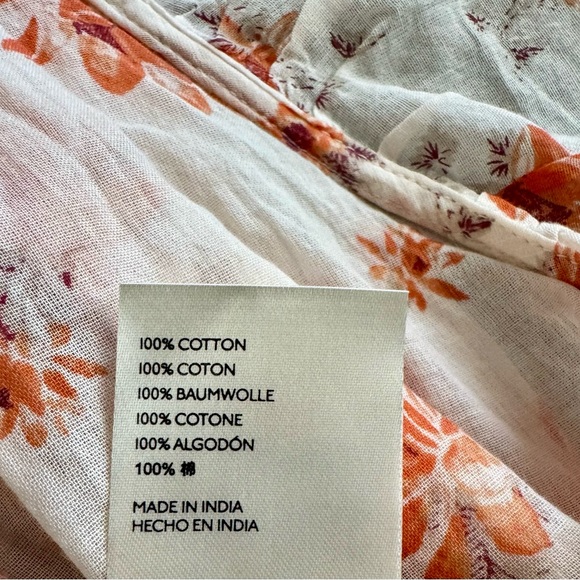 100% COTTON
100% COTON
100% BAUMWOLLE
100% COTONE
100% ALGODÓN
100% 棉
MADE IN INDIA
HECHO EN INDIA